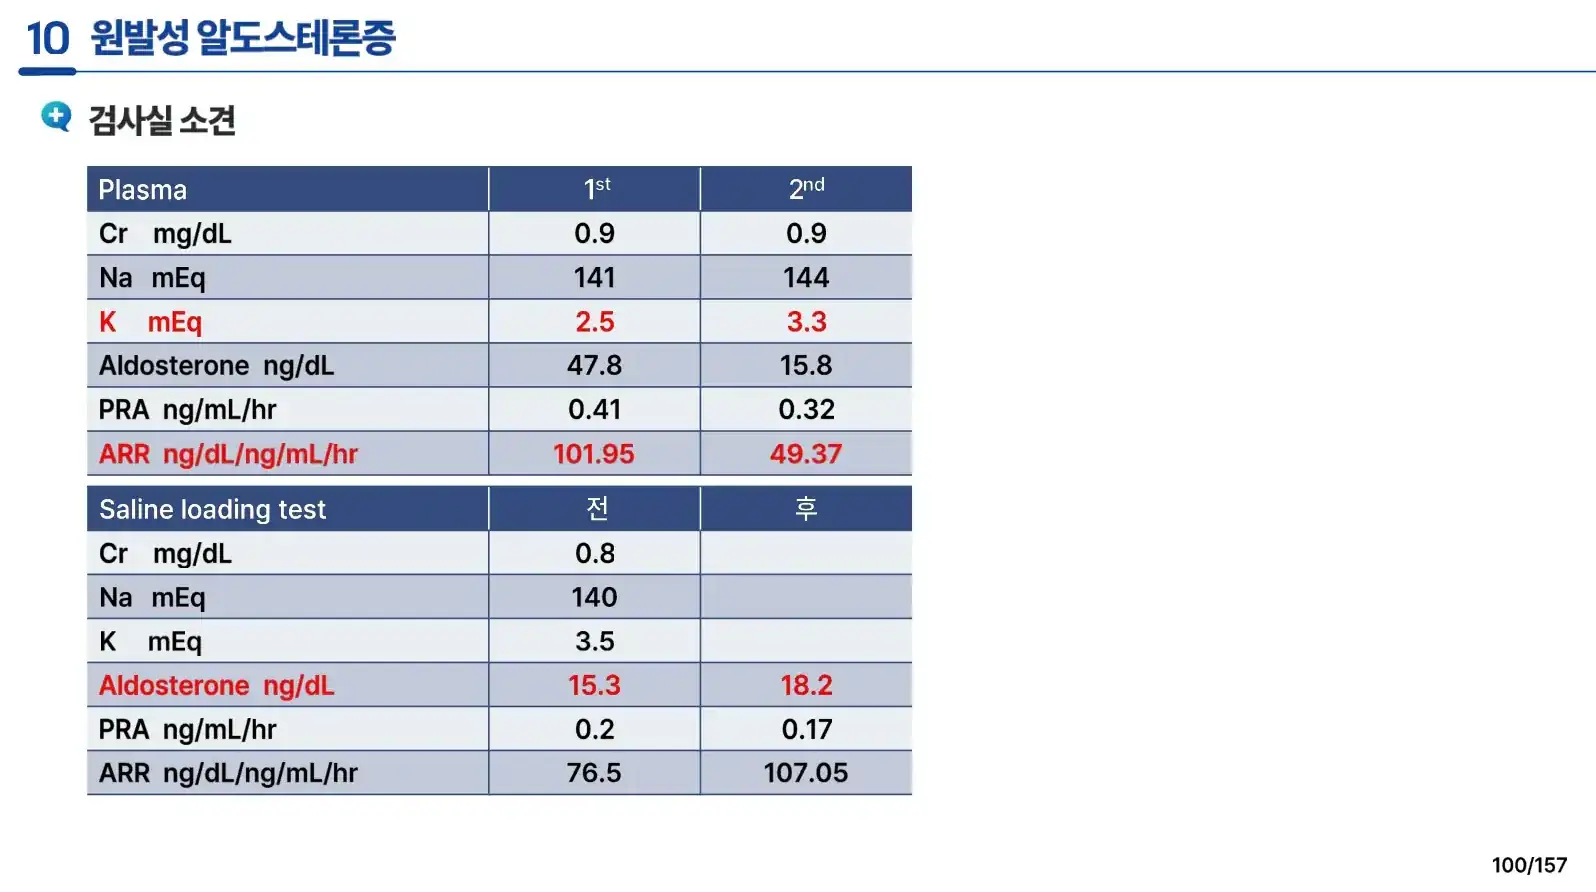 10 원발성 알도스테론증
검사실 소견
Plasma 1st 2nd
Cr mg/dL 0.9 0.9
Na mEq 141 144
K mEq 2.5 3.3
Aldosterone ng/dL 47.8 15.8
PRA ng/mL/hr 0.41 0.32
ARR ng/dL/ng/mL/hr 101.95 49.37
Saline loading test 전 후
Cr mg/dL 0.8
Na mEq 140
K mEq 3.5
Aldosterone ng/dL 15.3 18.2
PRA ng/mL/hr 0.2 0.17
ARR ng/dL/ng/mL/hr 76.5 107.05
100/157